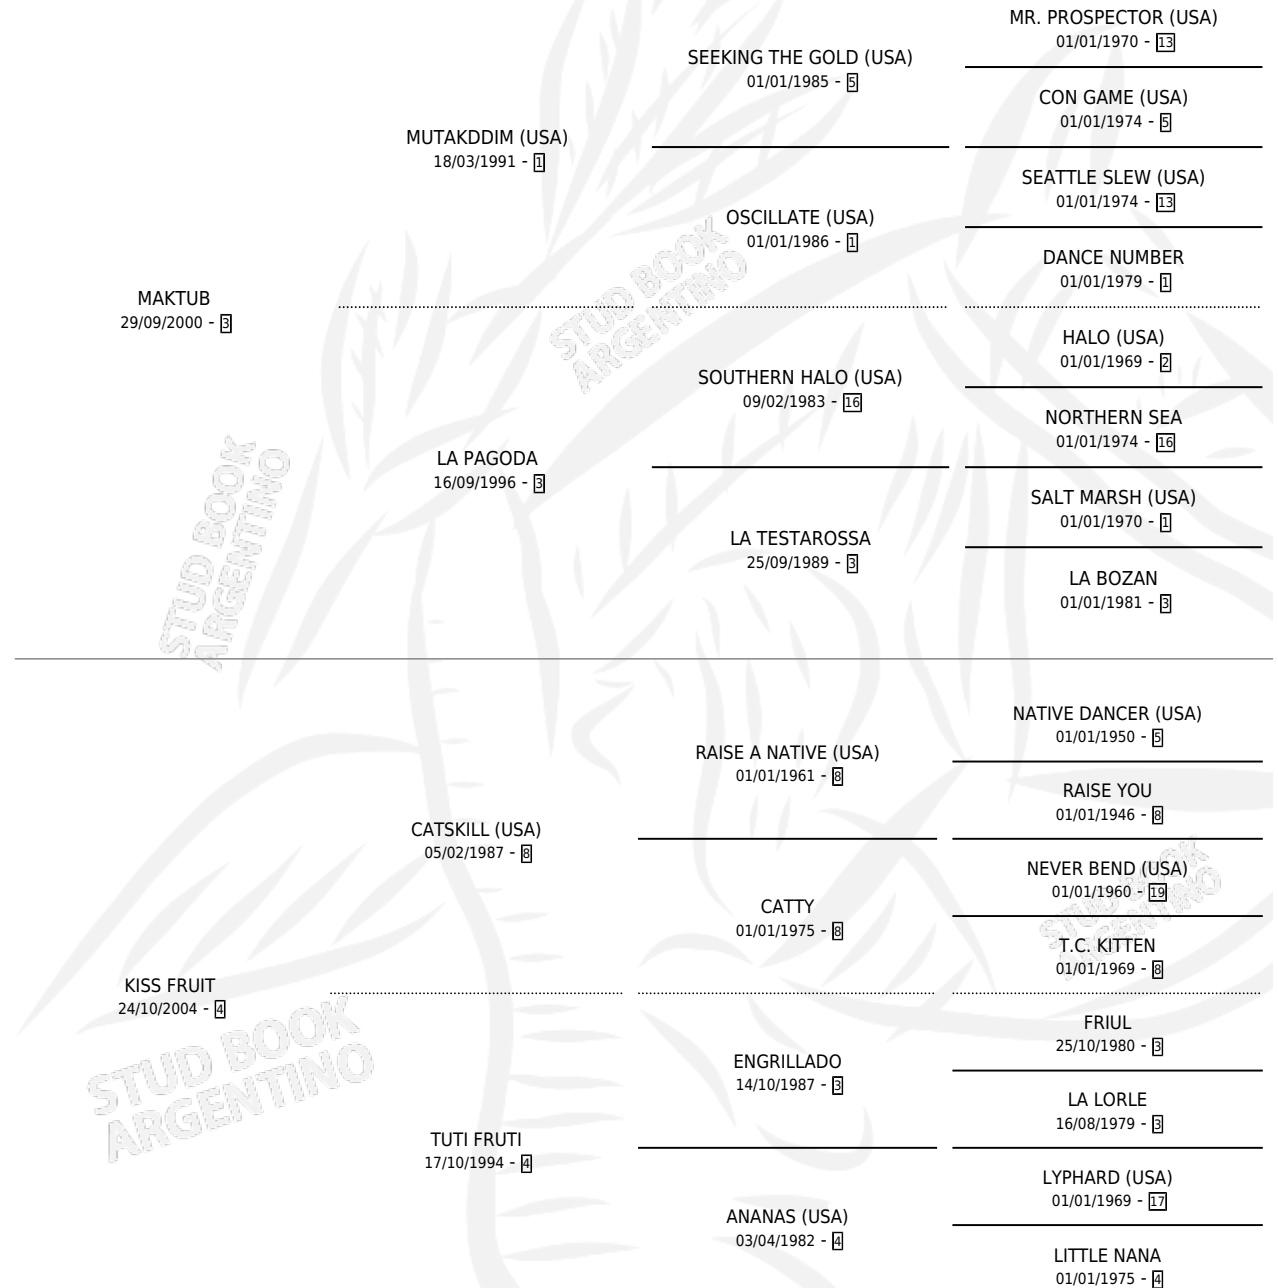 MR. PROSPECTOR (USA)
01/01/1970 - 13
SEEKING THE GOLD (USA)
01/01/1985 - 5
CON GAME (USA)
01/01/1974 - 5
MUTAKDDIM (USA)
18/03/1991 - 1
SEATTLE SLEW (USA)
01/01/1974 - 13
OSCILLATE (USA)
01/01/1986 - 1
DANCE NUMBER
01/01/1979 - 1
MAKTUB
29/09/2000 - 3
HALO (USA)
01/01/1969 - 2
SOUTHERN HALO (USA)
09/02/1983 - 16
NORTHERN SEA
01/01/1974 - 16
LA PAGODA
16/09/1996 - 3
SALT MARSH (USA)
01/01/1970 - 1
LA TESTAROSSA
25/09/1989 - 3
LA BOZAN
01/01/1981 - 3
STUD BOOK
ARGENTINO
STUD BOOK
ARGENTINO
NATIVE DANCER (USA)
01/01/1950 - 5
RAISE A NATIVE (USA)
01/01/1961 - 8
RAISE YOU
01/01/1946 - 8
CATSKILL (USA)
05/02/1987 - 8
NEVER BEND (USA)
01/01/1960 - 19
CATTY
01/01/1975 - 8
T.C. KITTEN
01/01/1969 - 8
STUD BOOK
ARGENTINO
KISS FRUIT
24/10/2004 - 4
FRIUL
25/10/1980 - 3
ENGRILLADO
14/10/1987 - 3
LA LORLE
16/08/1979 - 3
TUTI FRUTI
17/10/1994 - 4
LYPHARD (USA)
01/01/1969 - 17
ANANAS (USA)
03/04/1982 - 4
LITTLE NANA
01/01/1975 - 4
STUD BOOK
ARGENTINO